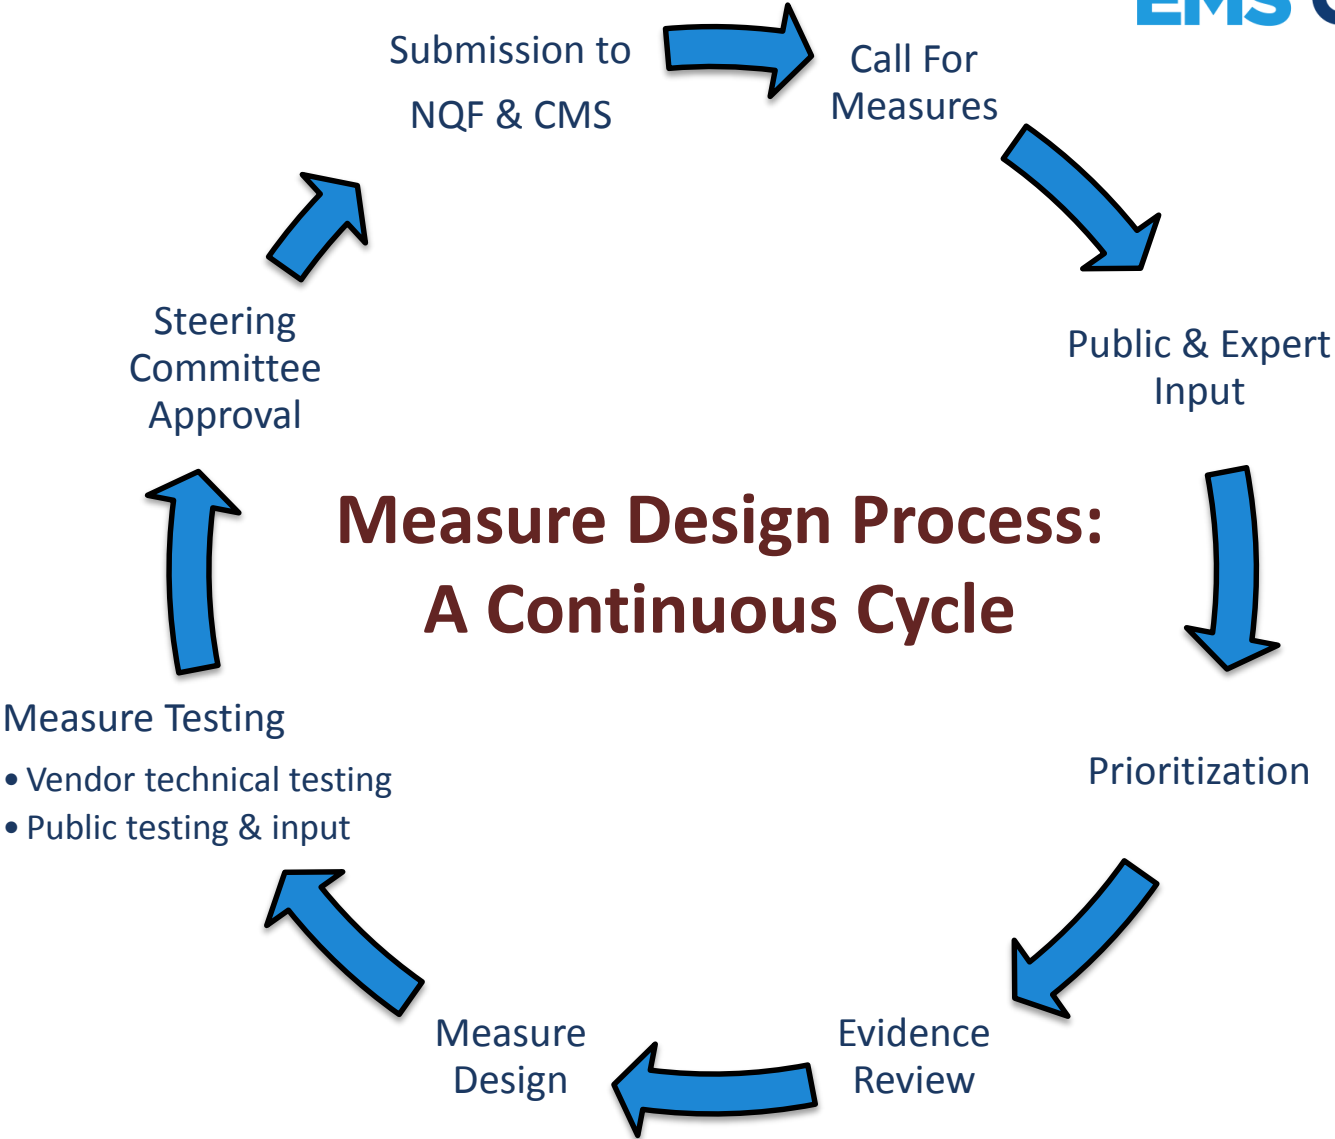 EMS
Submission to
NQF & CMS
Call For
Measures
Public & Expert
Input
Prioritization
Evidence
Review
Measure
Design
Measure Testing
• Vendor technical testing
• Public testing & input
Steering
Committee
Approval
Measure Design Process:
A Continuous Cycle